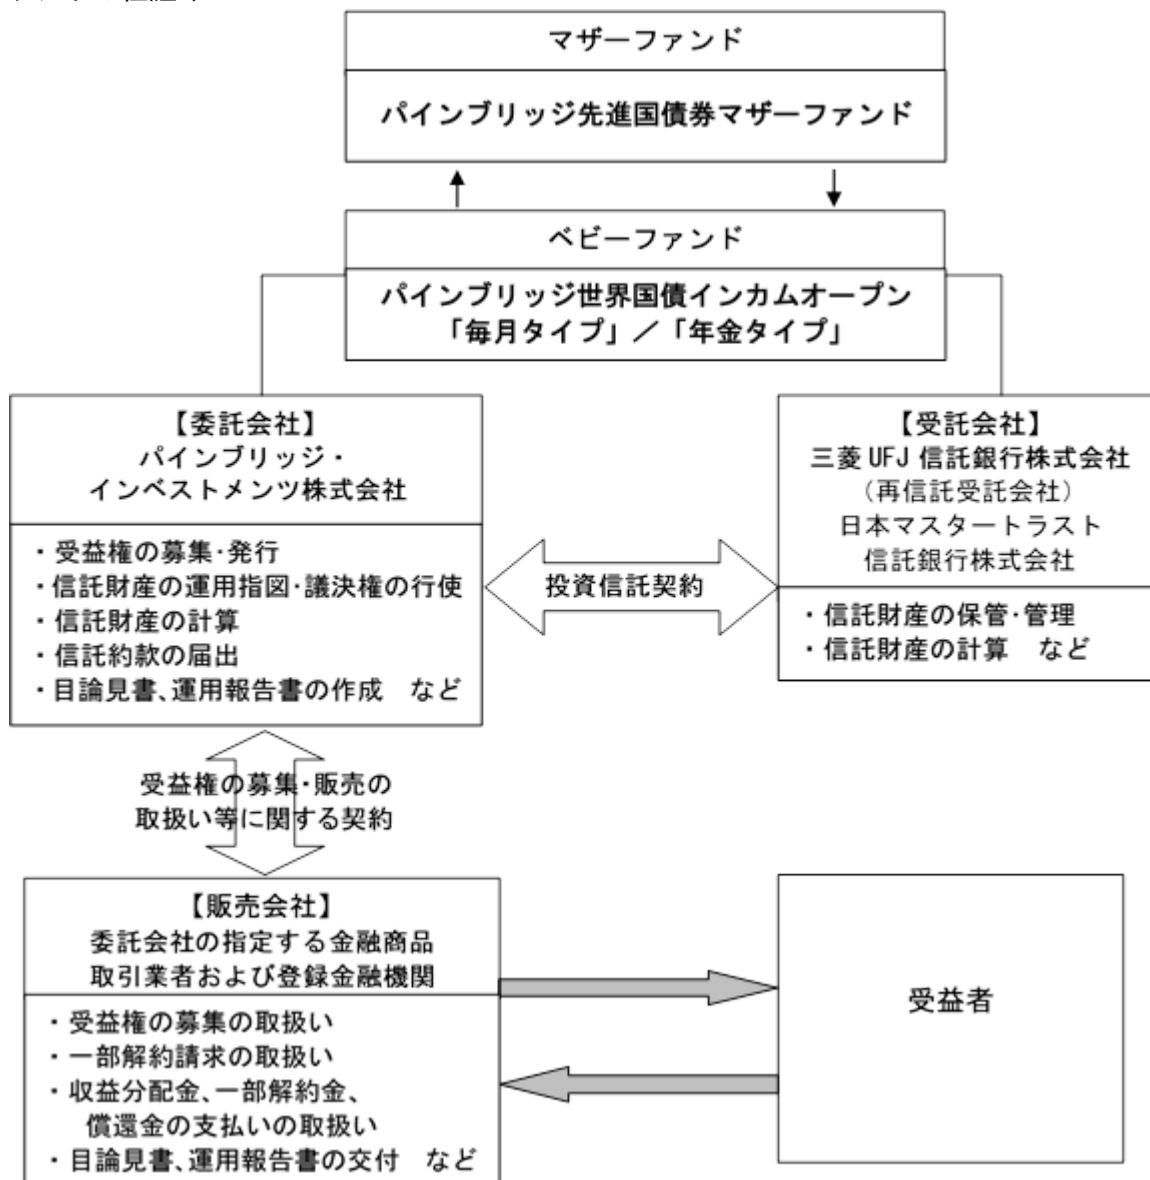 マザーファンド
パインブリッジ先進国債券マザーファンド
ベビーファンド
パインブリッジ世界国債インカムオープン
「毎月タイプ」／「年金タイプ」
【委託会社】
パインブリッジ・
インベストメンツ株式会社
・受益権の募集・発行
・信託財産の運用指図・議決権の行使
・信託財産の計算
・信託約款の届出
・目論見書、運用報告書の作成　など
投資信託契約
【受託会社】
三菱 UFJ 信託銀行株式会社
（再信託受託会社）
日本マスタートラスト
信託銀行株式会社
・信託財産の保管・管理
・信託財産の計算　など
受益権の募集・販売の
取扱い等に関する契約
【販売会社】
委託会社の指定する金融商品
取引業者および登録金融機関
・受益権の募集の取扱い
・一部解約請求の取扱い
・収益分配金、一部解約金、
償還金の支払いの取扱い
・目論見書、運用報告書の交付　など
受益者